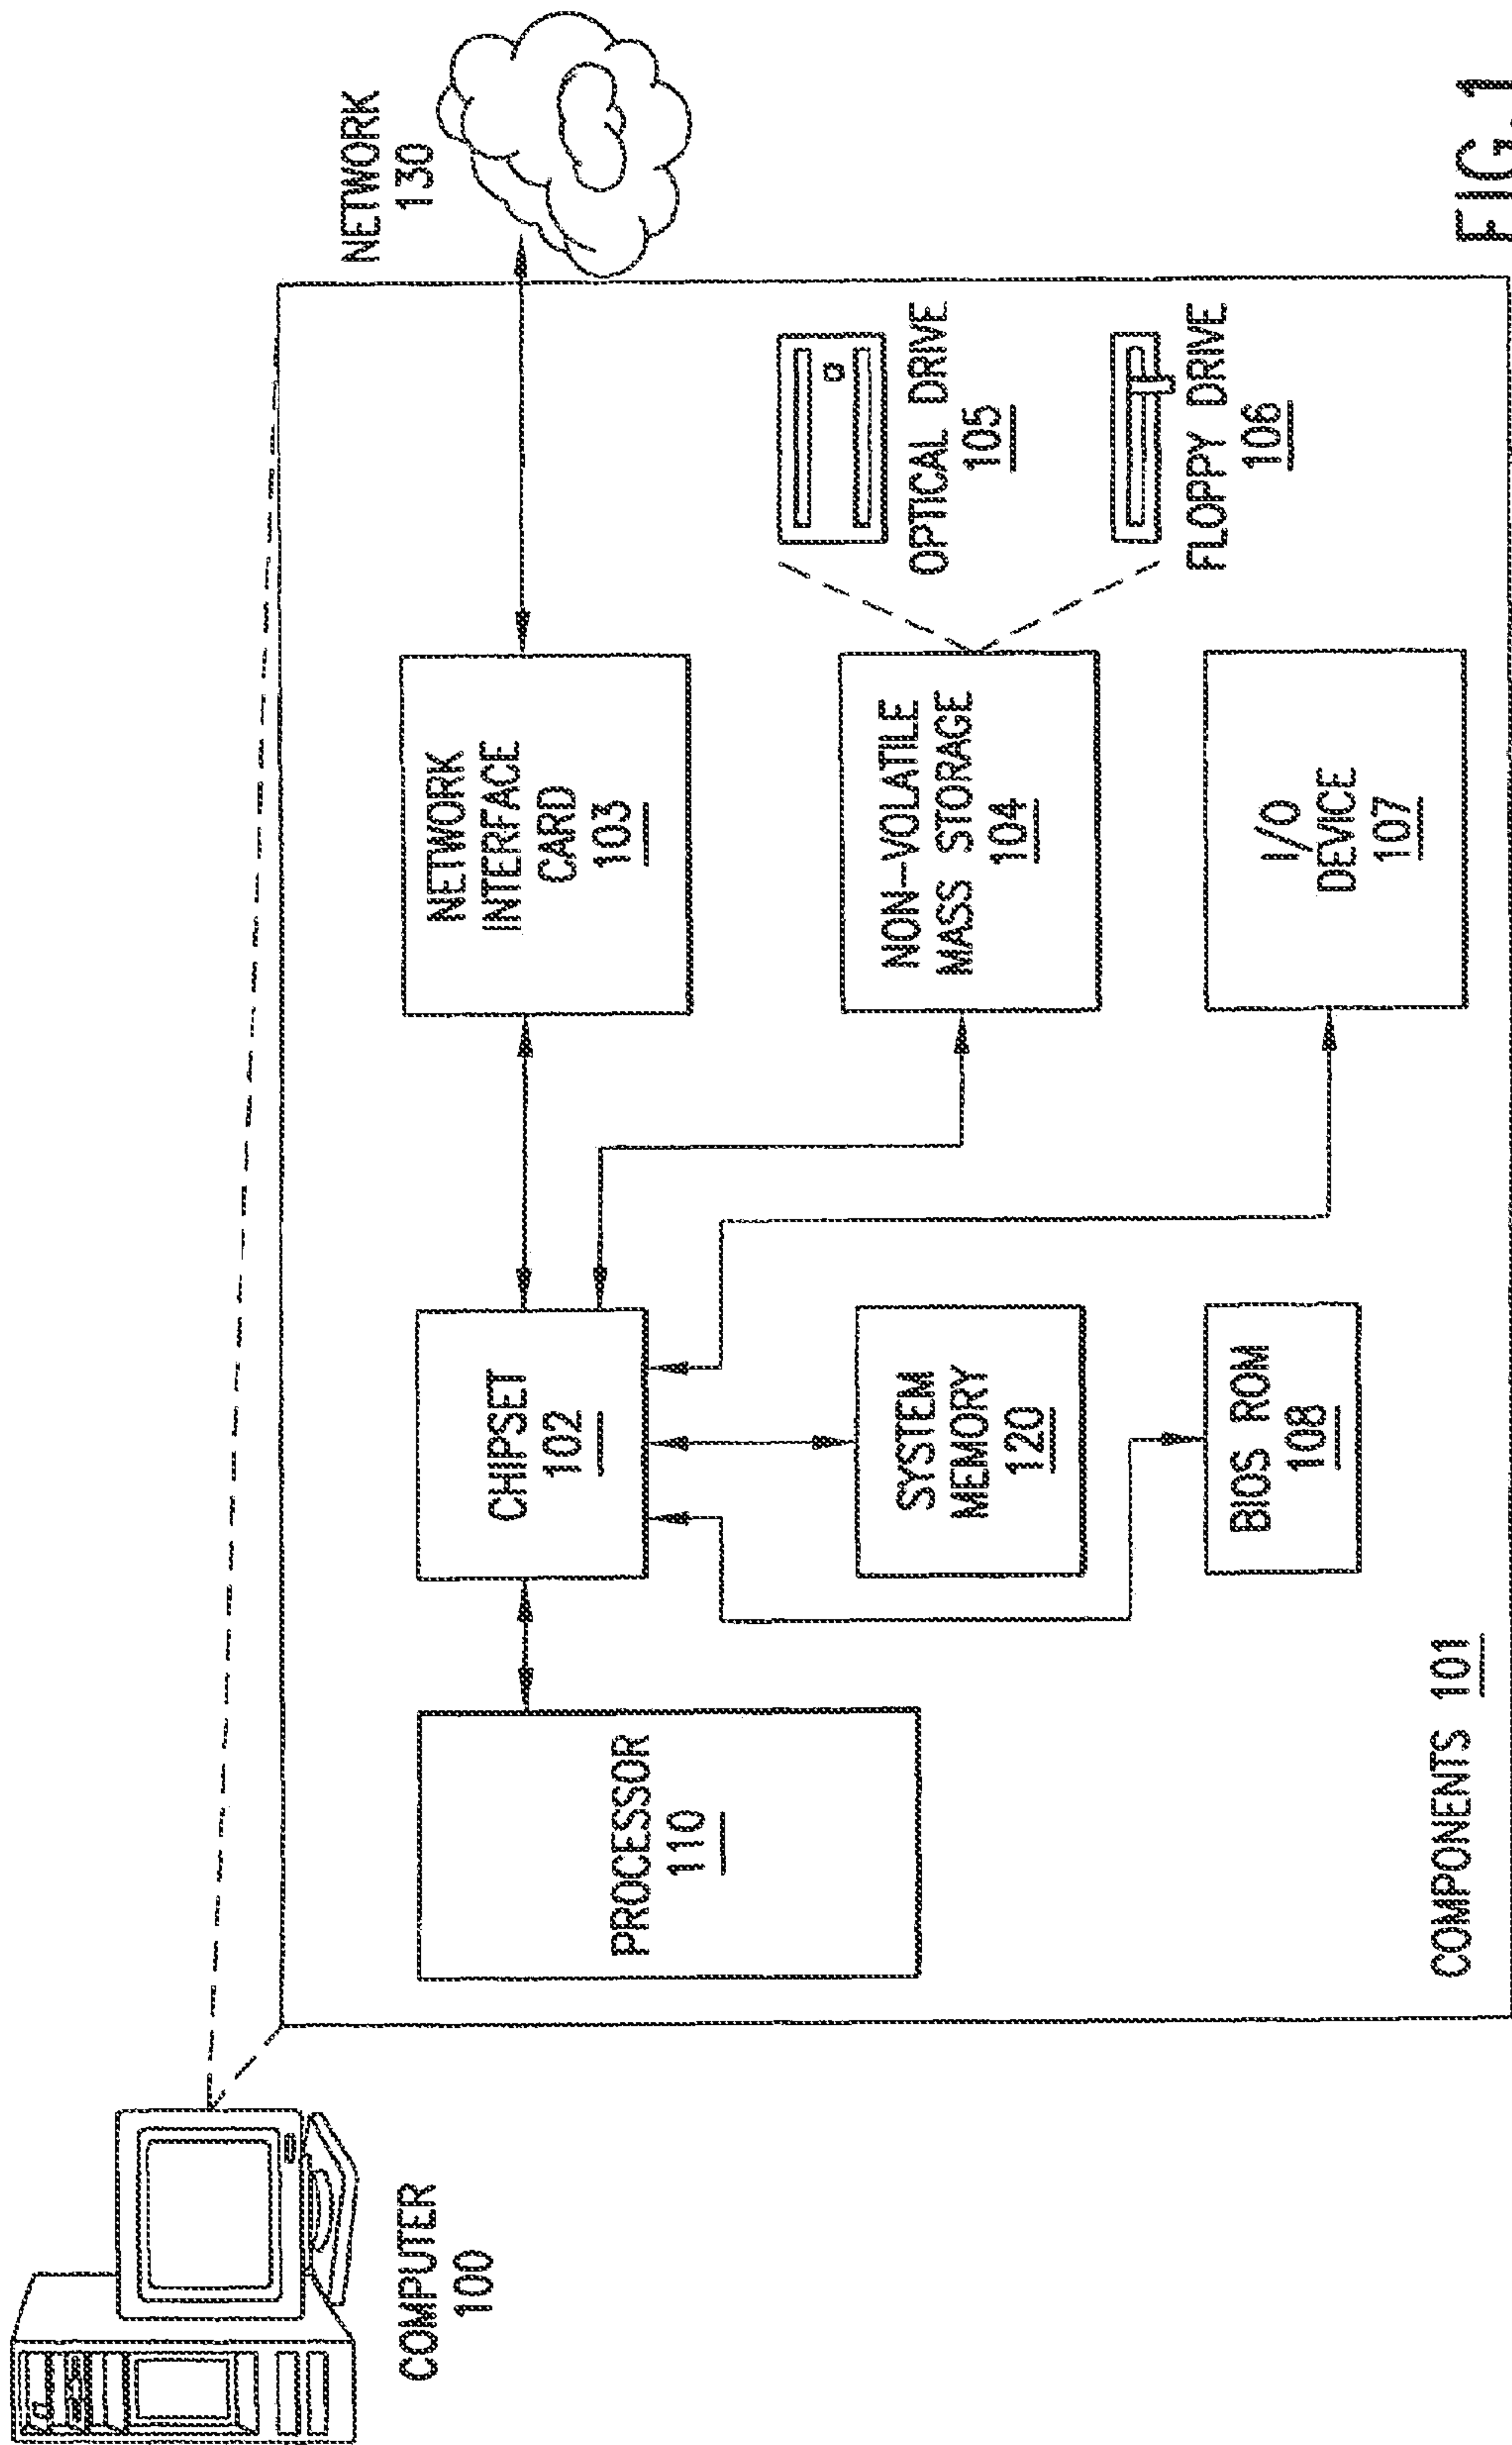 COMPUTER
100
NETWORK
130
PROCESSOR
110
CHIPSET
102
NETWORK
INTERFACE
CARD
103
SYSTEM
MEMORY
120
NON-VOLATILE
MASS STORAGE
104
OPTICAL DRIVE
105
FLOPPY DRIVE
106
BIOS ROM
108
I/O
DEVICE
107
COMPONENTS 101
FIG.1